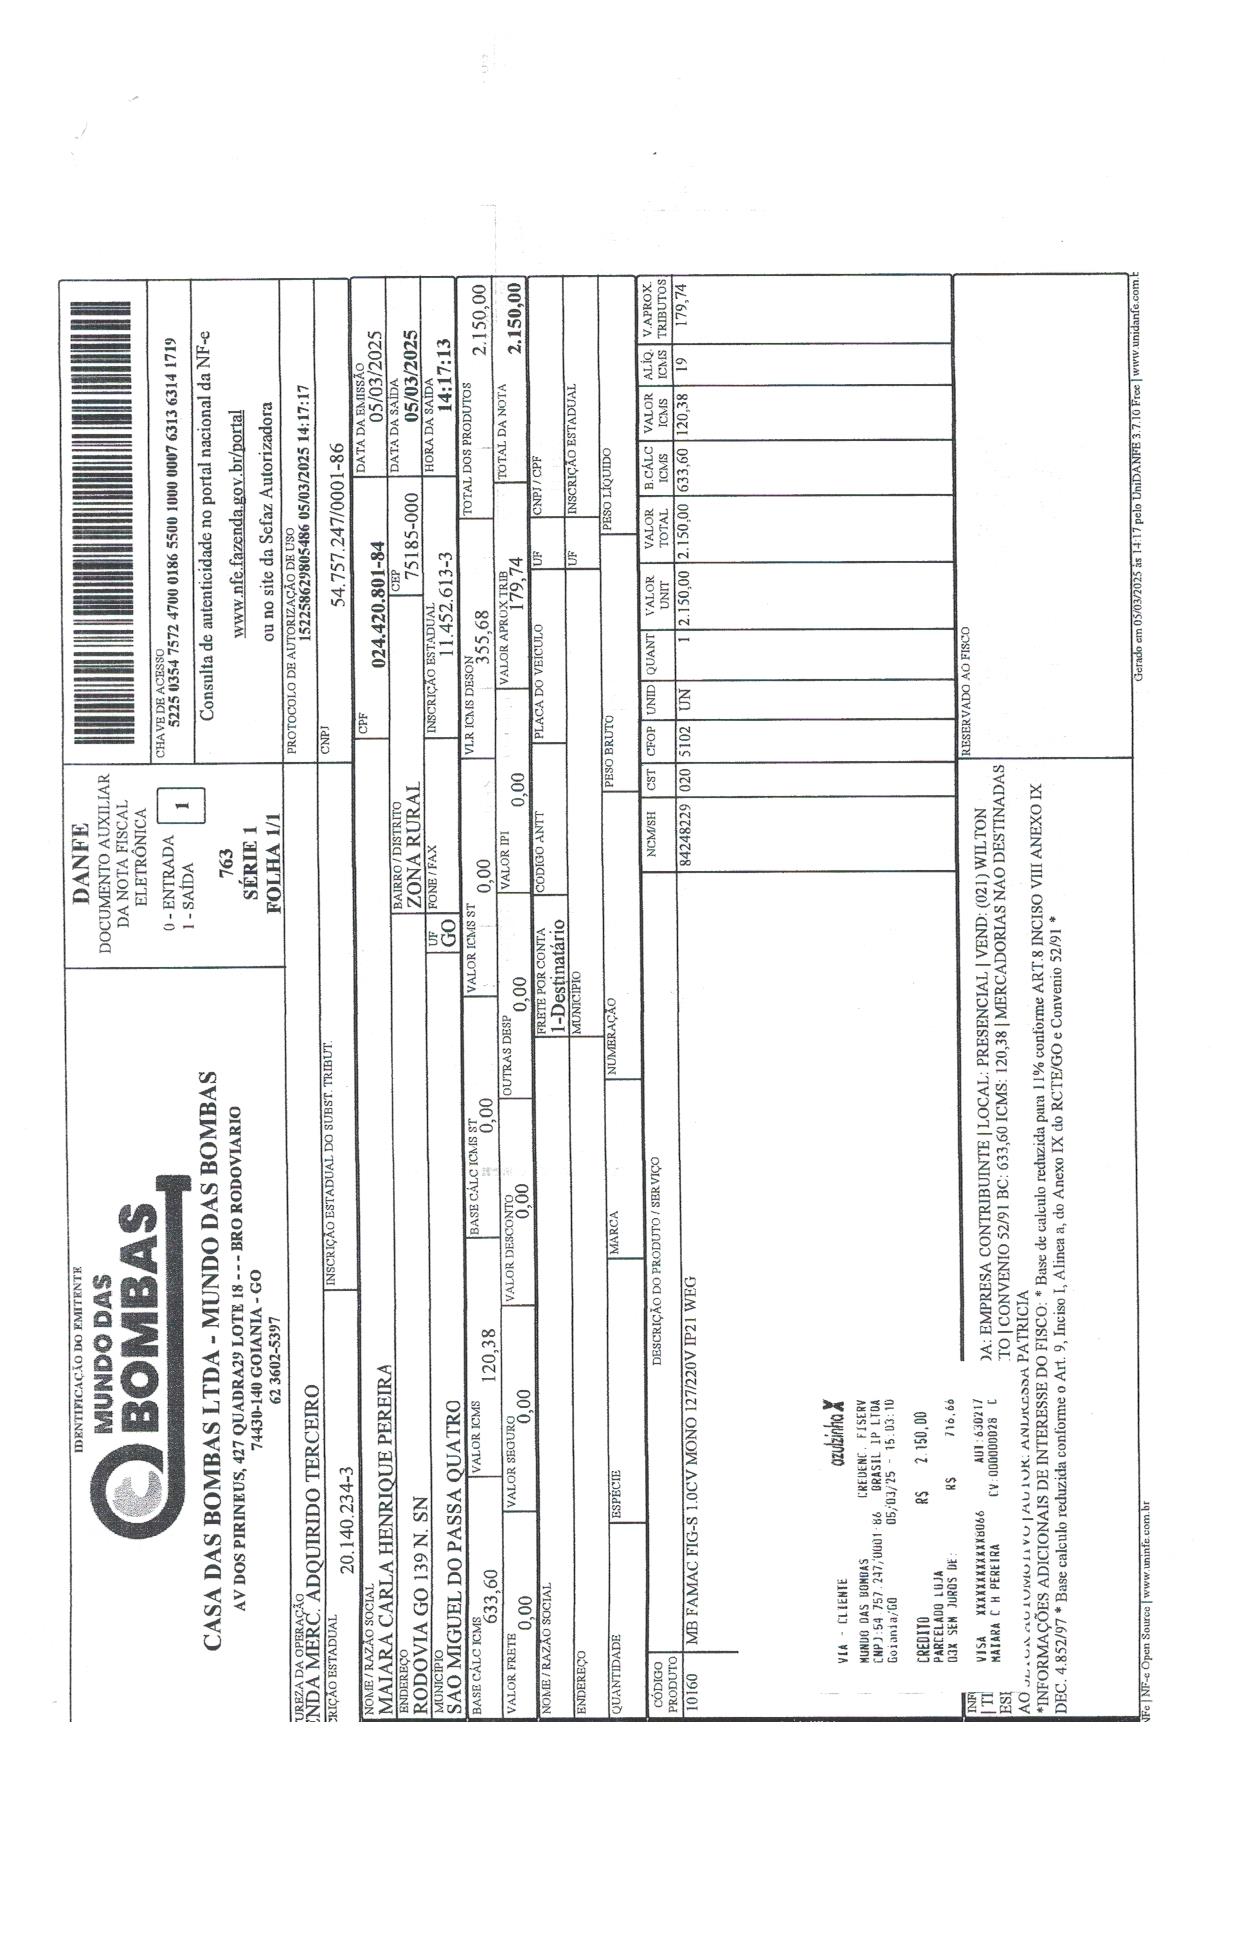 IDENTIFICAÇÃO DO EMITENTE
MUNDO DAS
BOMBAS
CASA DAS BOMBAS LTDA - MUNDO DAS BOMBAS
AV DOS PIRINEUS, 427 QUADRA29 LOTE 18 - - - BRO RODOVIARIO
74430-140 GOIANIA - GO
62 3602-5397
DANFE
DOCUMENTO AUXILIAR
DA NOTA FISCAL
ELETRÔNICA
0 - ENTRADA
1 - SAÍDA
1
763
SÉRIE 1
FOLHA 1/1
CHAVE DE ACESSO
5225 0354 7572 4700 0186 5500 1000 0007 6313 6314 1719
Consulta de autenticidade no portal nacional da NF-e
www.nfe.fazenda.gov.br/portal
ou no site da Sefaz Autorizadora
UREZA DA OPERAÇÃO
NDA MERC. ADQUIRIDO TERCEIRO
PROTOCOLO DE AUTORIZAÇÃO DE USO
152258629805486 05/03/2025 14:17:17
RIÇÃO ESTADUAL
20.140.234-3
INSCRIÇÃO ESTADUAL DO SUBST. TRIBUT.
CNPJ
54.757.247/0001-86
NOME / RAZÃO SOCIAL
MAIARA CARLA HENRIQUE PEREIRA
CPF
024.420.801-84
DATA DA EMISSÃO
05/03/2025
ENDEREÇO
RODOVIA GO 139 N. SN
BAIRRO / DISTRITO
ZONA RURAL
CEP
75185-000
DATA DA SAÍDA
05/03/2025
MUNICÍPIO
SAO MIGUEL DO PASSA QUATRO
UF
GO
FONE / FAX
INSCRIÇÃO ESTADUAL
11.452.613-3
HORA DA SAÍDA
14:17:13
BASE CÁLC ICMS
633,60
VALOR ICMS
120,38
BASE CÁLC ICMS ST
0,00
VALOR ICMS ST
0,00
VLR ICMS DESON
355,68
TOTAL DOS PRODUTOS
2.150,00
VALOR FRETE
0,00
VALOR SEGURO
0,00
VALOR DESCONTO
0,00
OUTRAS DESP
0,00
VALOR IPI
0,00
VALOR APROX TRIB
179,74
TOTAL DA NOTA
2.150,00
NOME / RAZÃO SOCIAL
FRETE POR CONTA
1-Destinatário
CODIGO ANTT
PLACA DO VEICULO
UF
CNPJ / CPF
ENDEREÇO
MUNICIPIO
UF
INSCRIÇÃO ESTADUAL
QUANTIDADE
ESPÉCIE
MARCA
NUMERAÇÃO
PESO BRUTO
PESO LÍQUIDO
CÓDIGO PRODUTO DESCRIÇÃO DO PRODUTO / SERVIÇO NCM/SH CST CFOP UNID QUANT VALOR UNIT VALOR TOTAL B.CÁLC ICMS VALOR ICMS ALÍQ. ICMS V.APROX. TRIBUTOS
10160 MB FAMAC FIG-S 1.0CV MONO 127/220V IP21 WEG 84248229 020 5102 UN 1 2.150,00 2.150,00 633,60 120,38 19 179,74
VIA - CLIENTE azulzinha
MUNDO DAS BOMBAS CREDENC. FISERV
CNPJ:54.757.247/0001-86 BRASIL IP LTDA
Goiania/GO 05/03/25 - 15:03:10
CREDITO R$ 2.150,00
PARCELADO LOJA
03X SEM JUROS DE: R$ 716,66
VISA XXXXXXXXXXXX8066 AUT:630217
MAIARA C H PEREIRA CV:000000028 C
INF
DA: EMPRESA CONTRIBUINTE | LOCAL: PRESENCIAL | VEND: (021) WILTON
TO | CONVENIO 52/91 BC: 633,60 ICMS: 120,38 | MERCADORIAS NAO DESTINADAS
ANDRESSA PATRICIA
*INFORMAÇÕES ADICIONAIS DE INTERESSE DO FISCO: * Base de calculo reduzida para 11% conforme ART.8 INCISO VIII ANEXO IX
DEC. 4.852/97 * Base calculo reduzida conforme o Art. 9, Inciso I, Alinea a, do Anexo IX do RCTE/GO e Convenio 52/91 *
RESERVADO AO FISCO
NFe | NF-e Open Source | www.uninfe.com.br
Gerado em 05/03/2025 às 14:17 pelo UniDANFE 3.7.10 Free | www.unidanfe.com.b